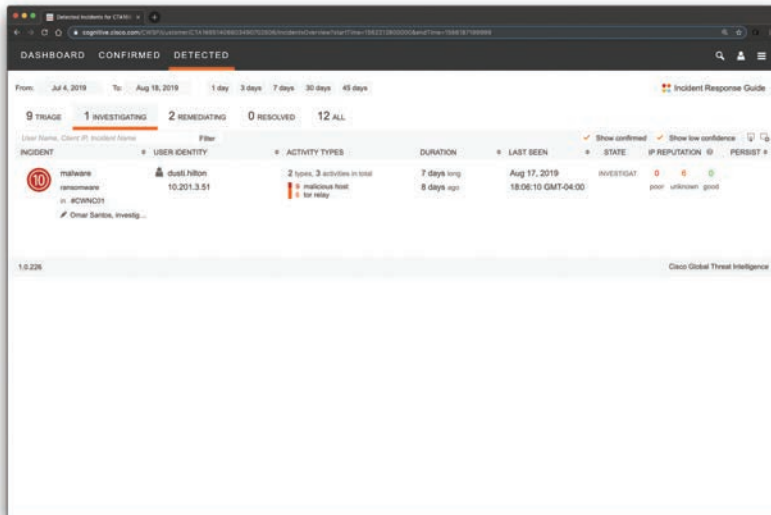 Detected Incidents for CTA1
DASHBOARD CONFIRMED DETECTED
From: Jul 4, 2019 To: Aug 19, 2019 1 day 3 days 7 days 30 days 45 days Incident Response Guide
9 TRIAGE 1 INVESTIGATING 2 REMEDIATING 0 RESOLVED 12 ALL
User Name, Client IP, Incident Name Filter Show confirmed Show low confidence
INCIDENT USER IDENTITY ACTIVITY TYPES DURATION LAST SEEN STATE IP REPUTATION PERSIST
10 malware dusti.hilton 2 types, 3 activities in total 7 days long Aug 17, 2019 INVESTIGAT 0 6 0
ransomware 10.201.3.51 malicious host 8 days ago 18:06:10 GMT-04:00 poor unknown good
in #CWNC01 tor relay
Omar Santos, investig...
1.0.226 Cisco Global Threat Intelligence